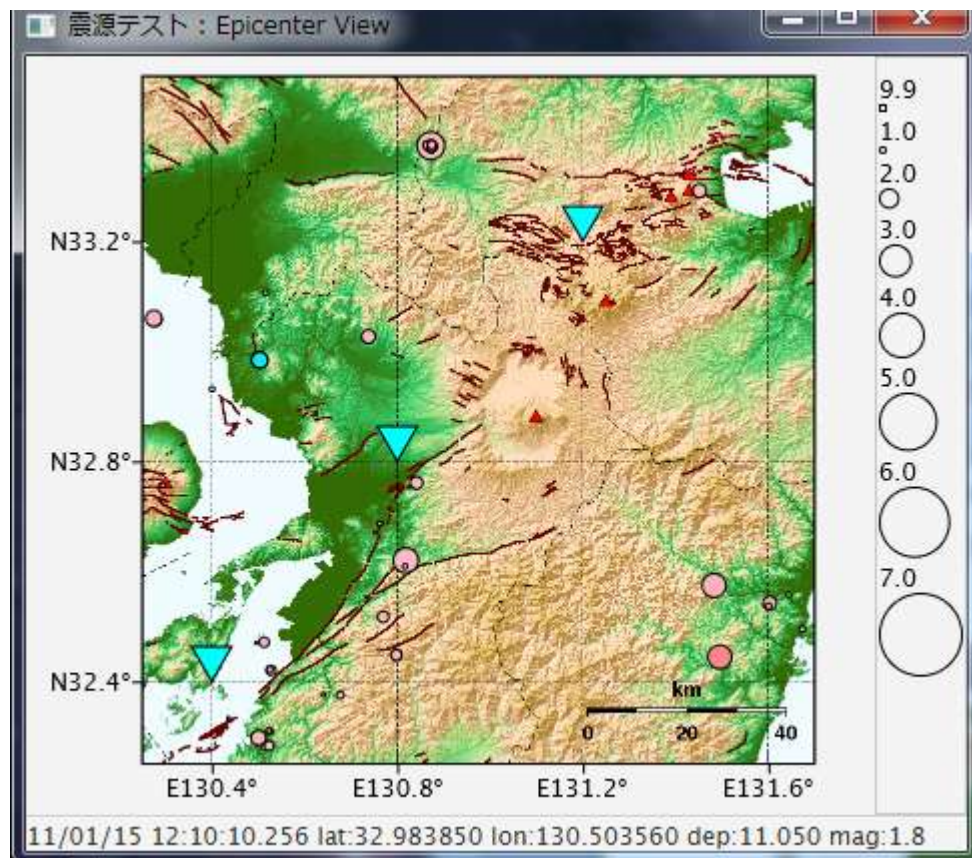 震源テスト：Epicenter View
9.9
1.0
2.0
3.0
4.0
5.0
6.0
7.0
N33.2°
N32.8°
N32.4°
km
0 20 40
E130.4° E130.8° E131.2° E131.6°
11/01/15 12:10:10.256 lat:32.983850 lon:130.503560 dep:11.050 mag:1.8